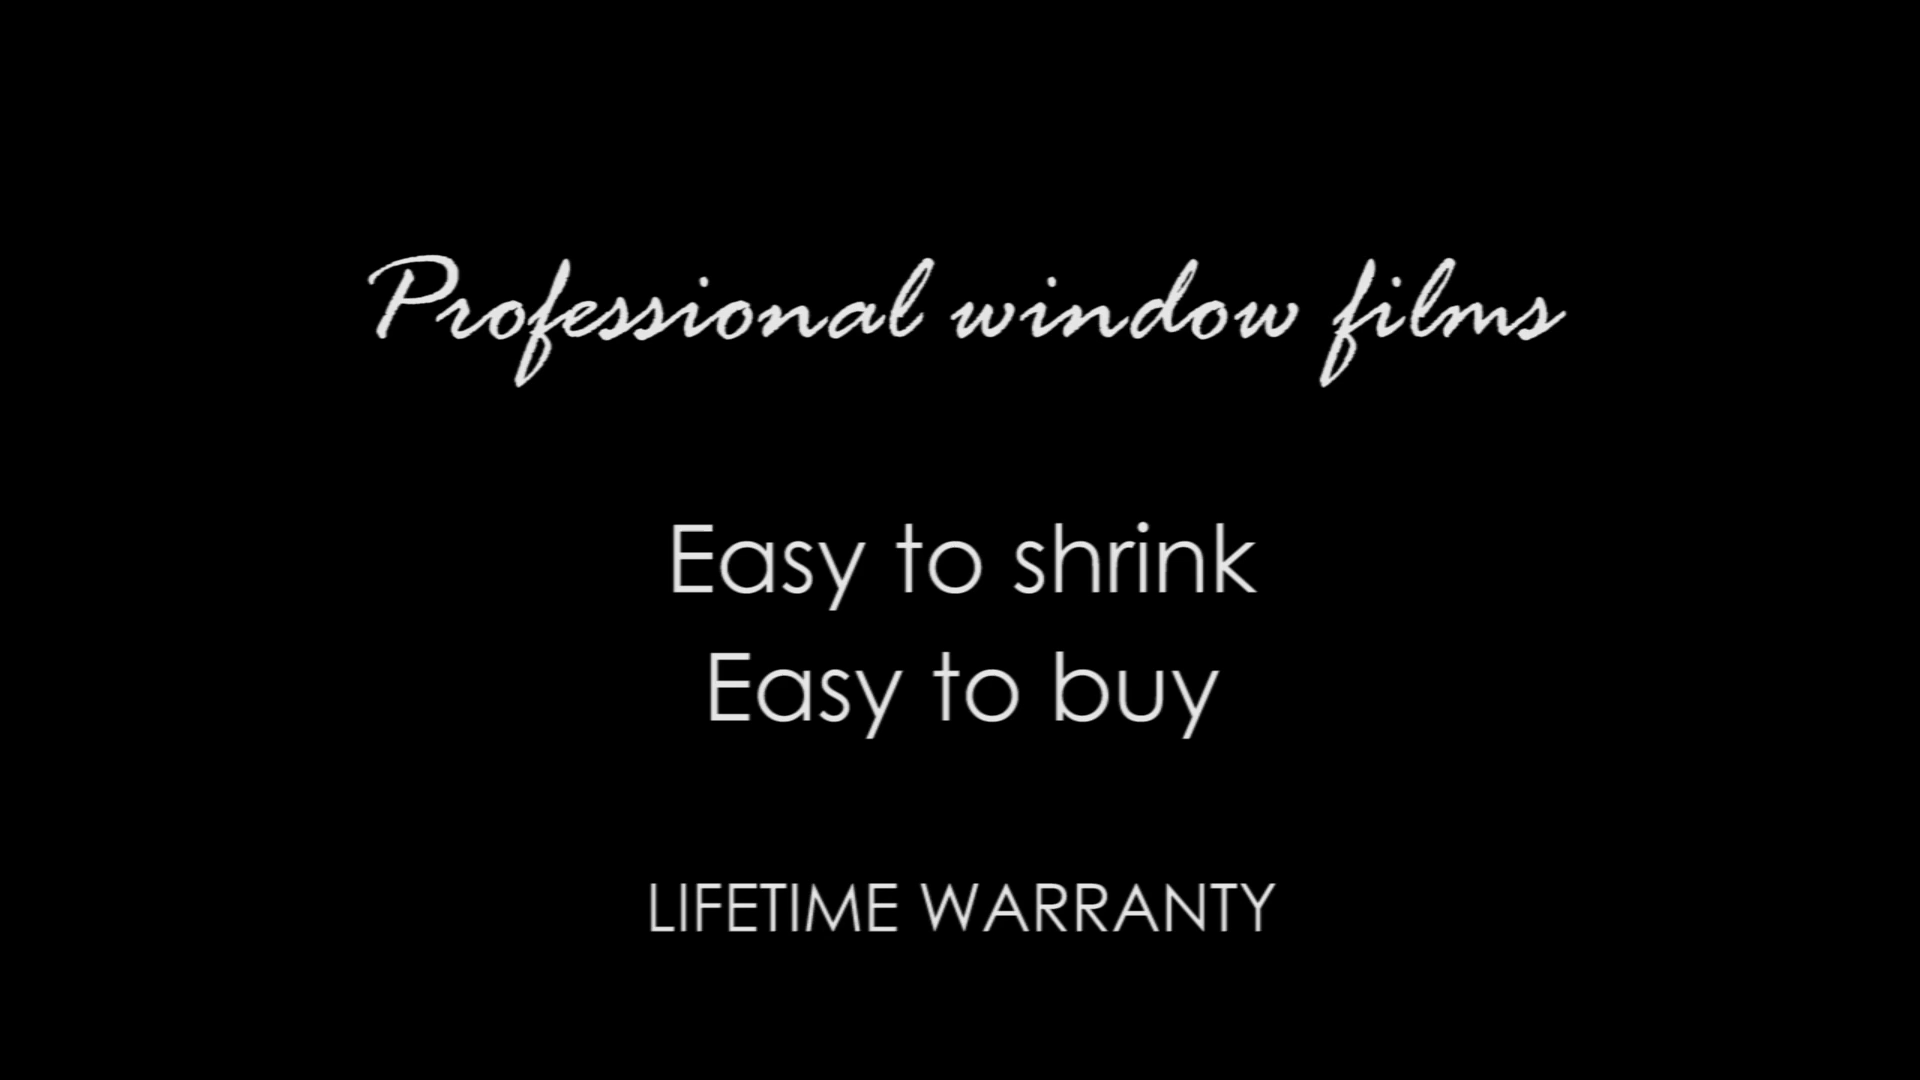 Professional window films
Easy to shrink
Easy to buy
LIFETIME WARRANTY